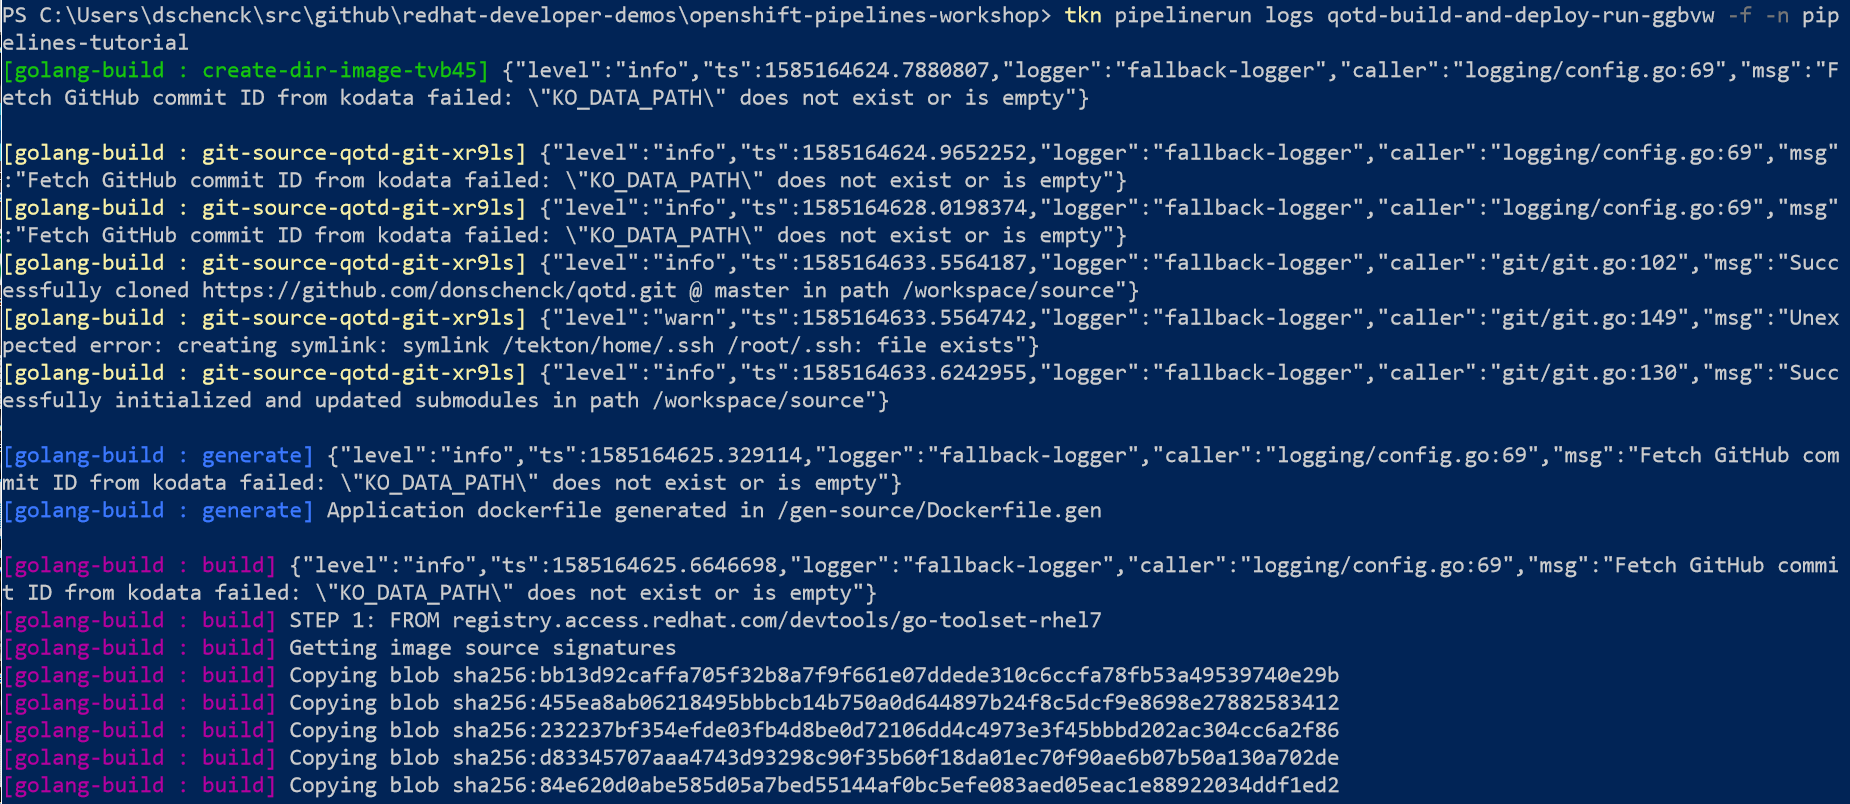 PS C:\Users\dschenck\src\github\redhat-developer-demos\openshift-pipelines-workshop> tkn pipelinerun logs qotd-build-and-deploy-run-ggbvw -f -n pip
elines-tutorial
[golang-build : create-dir-image-tvb45] {"level":"info","ts":1585164624.7880807,"logger":"fallback-logger","caller":"logging/config.go:69","msg":"F
etch GitHub commit ID from kodata failed: \"KO_DATA_PATH\" does not exist or is empty"}
[golang-build : git-source-qotd-git-xr9ls] {"level":"info","ts":1585164624.9652252,"logger":"fallback-logger","caller":"logging/config.go:69","msg"
:"Fetch GitHub commit ID from kodata failed: \"KO_DATA_PATH\" does not exist or is empty"}
[golang-build : git-source-qotd-git-xr9ls] {"level":"info","ts":1585164628.0198374,"logger":"fallback-logger","caller":"logging/config.go:69","msg"
:"Fetch GitHub commit ID from kodata failed: \"KO_DATA_PATH\" does not exist or is empty"}
[golang-build : git-source-qotd-git-xr9ls] {"level":"info","ts":1585164633.5564187,"logger":"fallback-logger","caller":"git/git.go:102","msg":"Succ
essfully cloned https://github.com/donschenck/qotd.git @ master in path /workspace/source"}
[golang-build : git-source-qotd-git-xr9ls] {"level":"warn","ts":1585164633.5564742,"logger":"fallback-logger","caller":"git/git.go:149","msg":"Unex
pected error: creating symlink: symlink /tekton/home/.ssh /root/.ssh: file exists"}
[golang-build : git-source-qotd-git-xr9ls] {"level":"info","ts":1585164633.6242955,"logger":"fallback-logger","caller":"git/git.go:130","msg":"Succ
essfully initialized and updated submodules in path /workspace/source"}
[golang-build : generate] {"level":"info","ts":1585164625.329114,"logger":"fallback-logger","caller":"logging/config.go:69","msg":"Fetch GitHub com
mit ID from kodata failed: \"KO_DATA_PATH\" does not exist or is empty"}
[golang-build : generate] Application dockerfile generated in /gen-source/Dockerfile.gen
[golang-build : build] {"level":"info","ts":1585164625.6646698,"logger":"fallback-logger","caller":"logging/config.go:69","msg":"Fetch GitHub commi
t ID from kodata failed: \"KO_DATA_PATH\" does not exist or is empty"}
[golang-build : build] STEP 1: FROM registry.access.redhat.com/devtools/go-toolset-rhel7
[golang-build : build] Getting image source signatures
[golang-build : build] Copying blob sha256:bb13d92caffa705f32b8a7f9f661e07ddede310c6ccfa78fb53a49539740e29b
[golang-build : build] Copying blob sha256:455ea8ab06218495bbbcb14b750a0d644897b24f8c5dcf9e8698e27882583412
[golang-build : build] Copying blob sha256:232237bf354efde03fb4d8be0d72106dd4c4973e3f45bbbd202ac304cc6a2f86
[golang-build : build] Copying blob sha256:d83345707aaa4743d93298c90f35b60f18da01ec70f90ae6b07b50a130a702de
[golang-build : build] Copying blob sha256:84e620d0abe585d05a7bed55144af0bc5efe083aed05eac1e88922034ddf1ed2